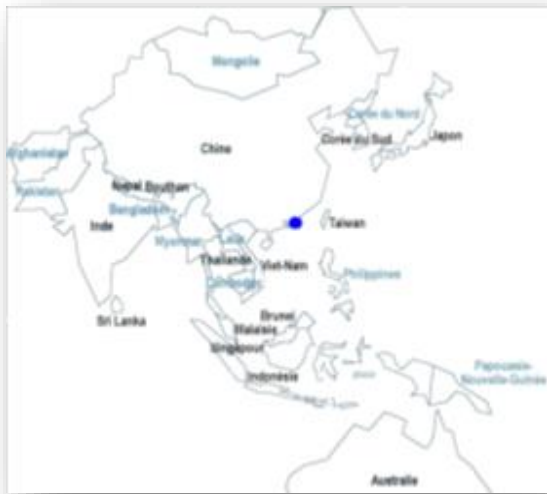 Mongolie
Corée du Nord
Corée du Sud
Japon
Chine
Afghanistan
Pakistan
Népal
Bouthan
Bangladesh
Inde
Myanmar
Laos
Taiwan
Thaïlande
Viet-Nam
Cambodge
Philippines
Sri Lanka
Brunei
Malaisie
Singapour
Indonésie
Papouasie-
Nouvelle-Guinée
Australie